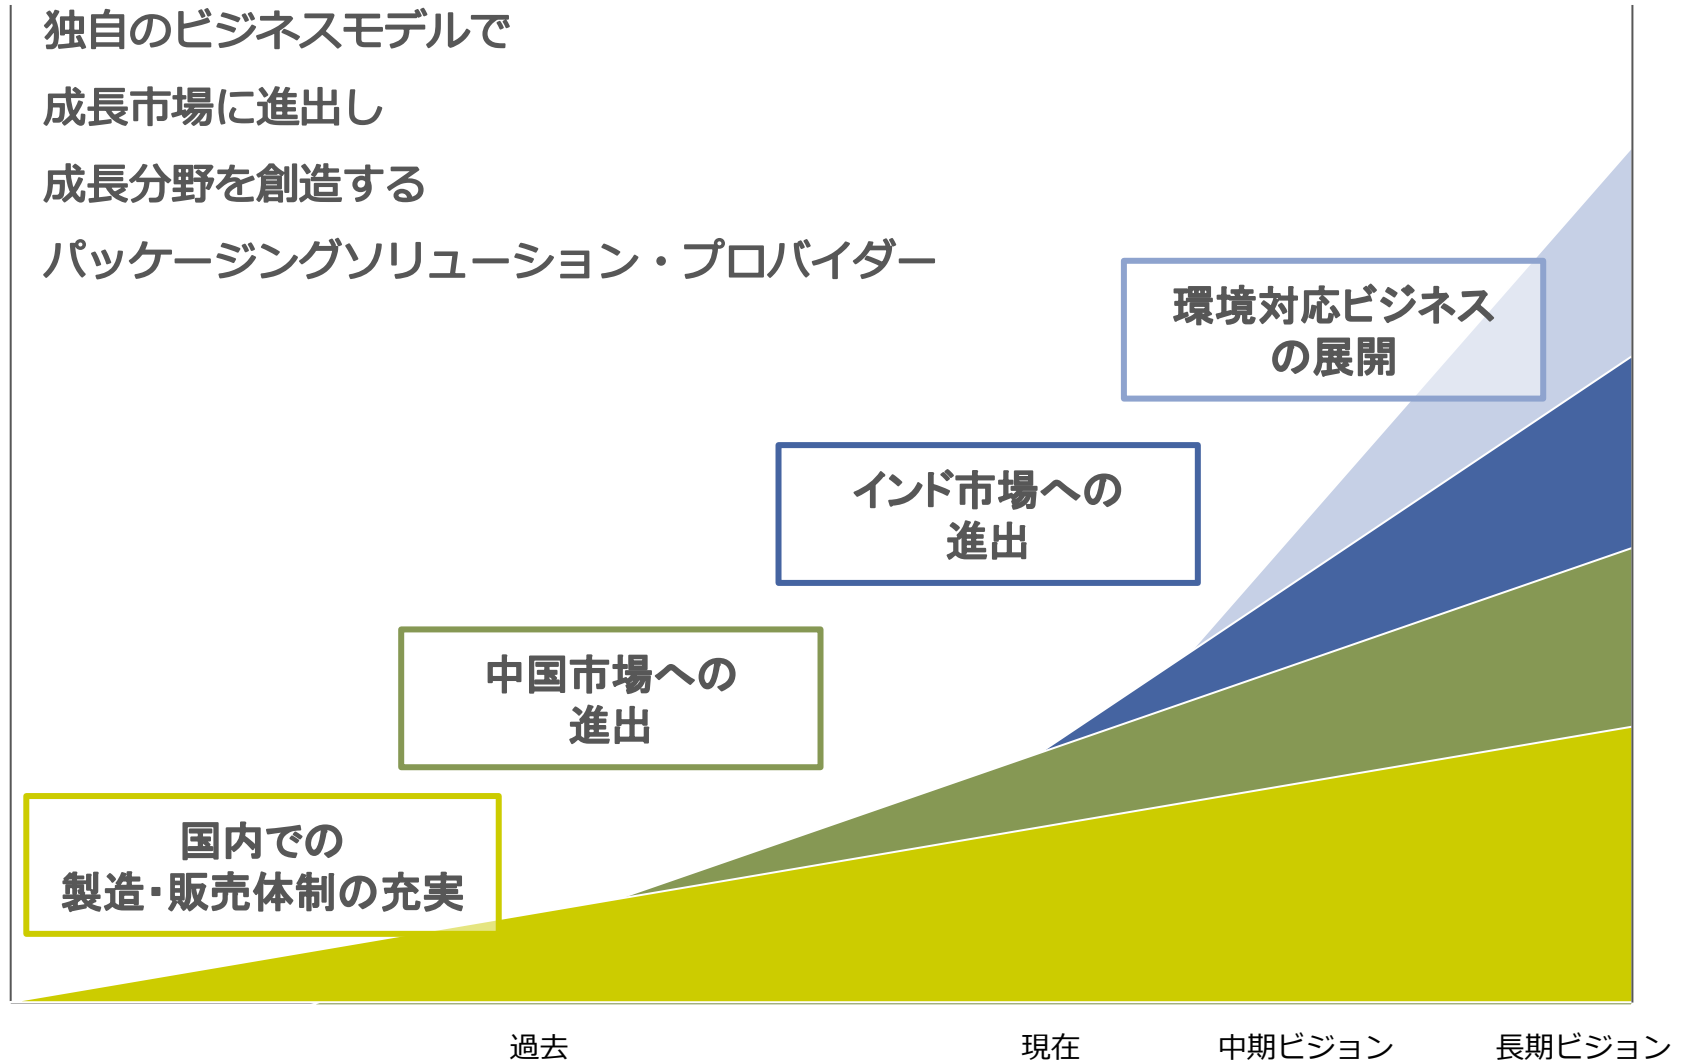 独自のビジネスモデルで
成長市場に進出し
成長分野を創造する
パッケージングソリューション・プロバイダー
環境対応ビジネス
の展開
インド市場への
進出
中国市場への
進出
国内での
製造・販売体制の充実
過去
現在
中期ビジョン
長期ビジョン